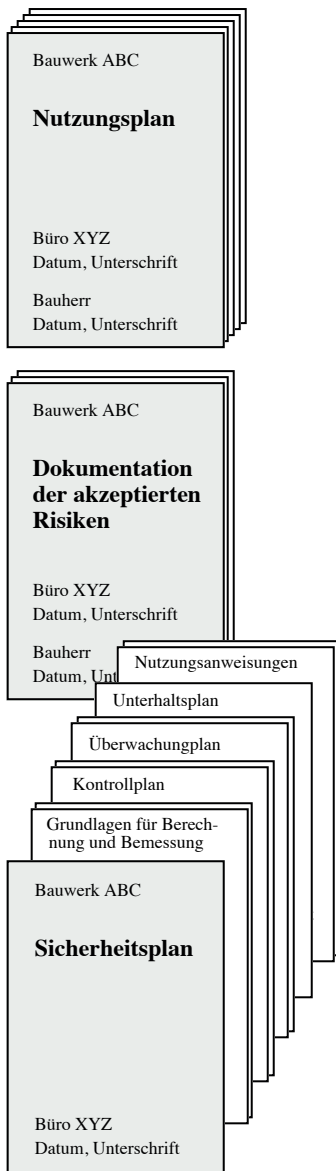 Bauwerk ABC
Nutzungsplan
Büro XYZ
Datum, Unterschrift
Bauherr
Datum, Unterschrift
Bauwerk ABC
Dokumentation
der akzeptierten
Risiken
Büro XYZ
Datum, Unterschrift
Bauherr
Datum, Unt
Nutzungsanweisungen
Unterhaltsplan
Überwachungplan
Kontrollplan
Grundlagen für Berech-
nung und Bemessung
Bauwerk ABC
Sicherheitsplan
Büro XYZ
Datum, Unterschrift